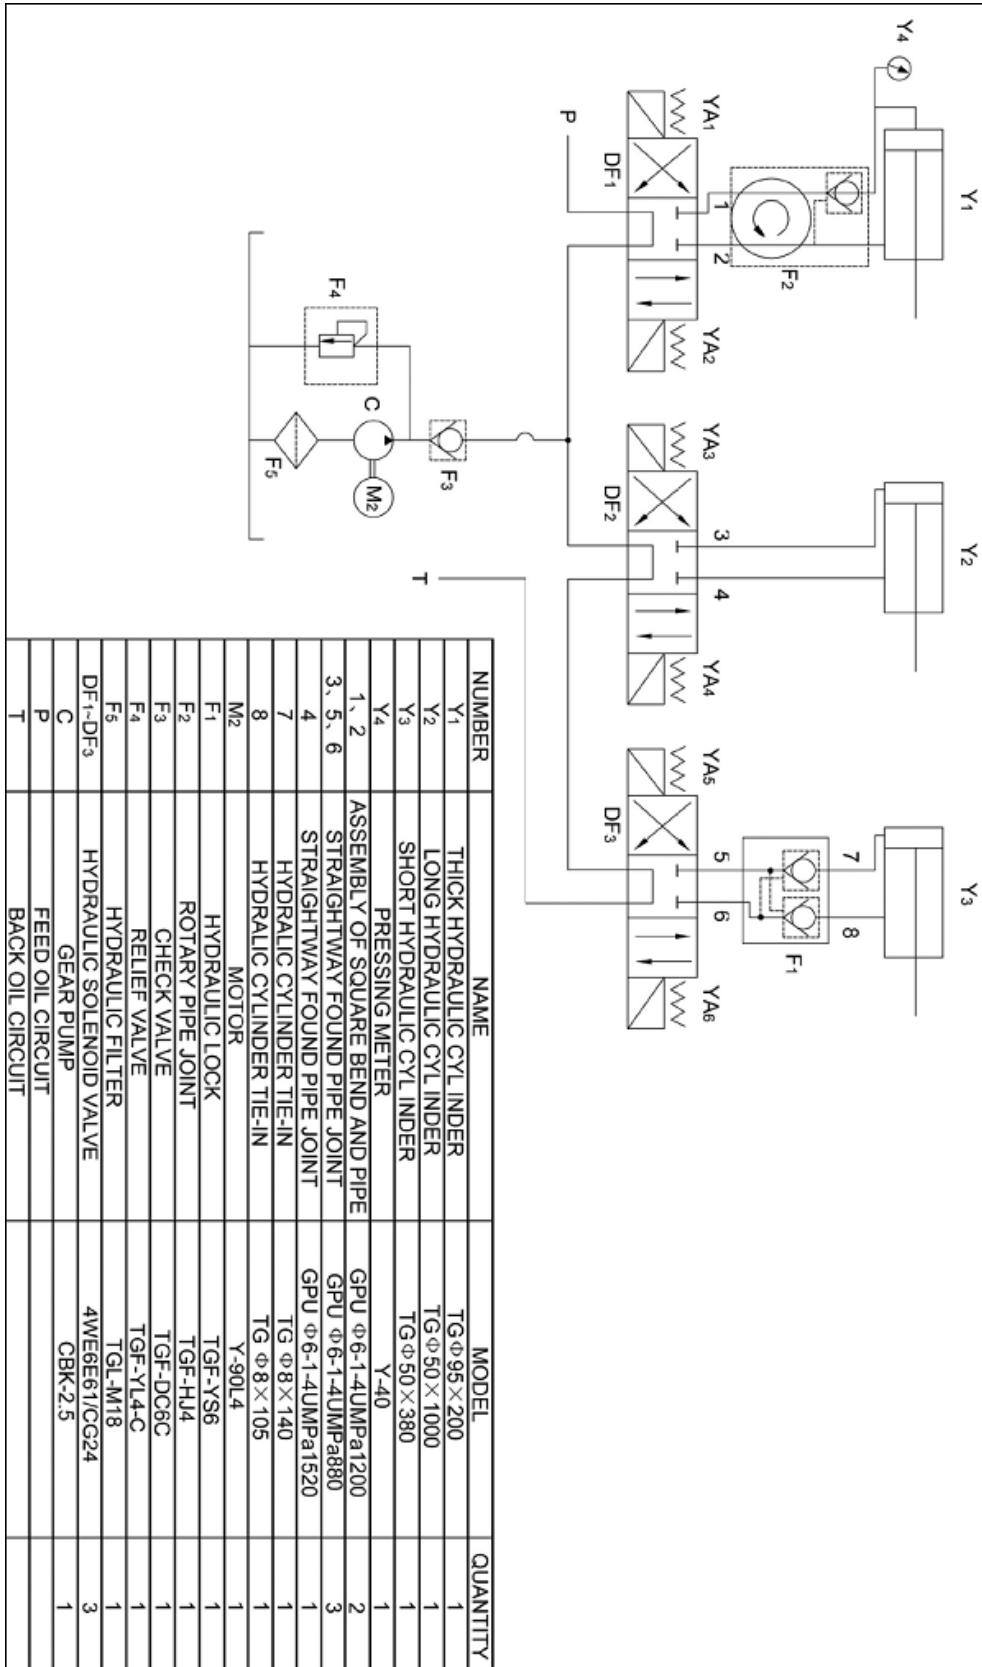 Y4
Y1
Y2
Y3
F2
7
8
F1
YA1
1
2
YA2
YA3
3
4
YA4
YA5
5
6
YA6
DF1
DF2
DF3
P
F3
T
C
M2
F4
F5
NUMBER NAME MODEL QUANTITY
Y1 THICK HYDRAULIC CYL INDER TGΦ95×200 1
Y2 LONG HYDRAULIC CYL INDER TGΦ50×1000 1
Y3 SHORT HYDRAULIC CYL INDER TGΦ50×380 1
Y4 PRESSING METER Y-40 1
1、2 ASSEMBLY OF SQUARE BEND AND PIPE GPU Φ6-1-4UMPa1200 2
3、5、6 STRAIGHTWAY FOUND PIPE JOINT GPU Φ6-1-4UMPa880 3
4 STRAIGHTWAY FOUND PIPE JOINT GPU Φ6-1-4UMPa1520 1
7 HYDRALIC CYLINDER TIE-IN TG Φ8×140 1
8 HYDRALIC CYLINDER TIE-IN TG Φ8×105 1
M2 MOTOR Y-90L4 1
F1 HYDRAULIC LOCK TGF-YS6 1
F2 ROTARY PIPE JOINT TGF-HJ4 1
F3 CHECK VALVE TGF-DC6C 1
F4 RELIEF VALVE TGF-YL4-C 1
F5 HYDRAULIC FILTER TGL-M18 1
DF1~DF3 HYDRAULIC SOLENOID VALVE 4WE6E61/CG24 3
C GEAR PUMP CBK-2.5 1
P FEED OIL CIRCUIT
T BACK OIL CIRCUIT